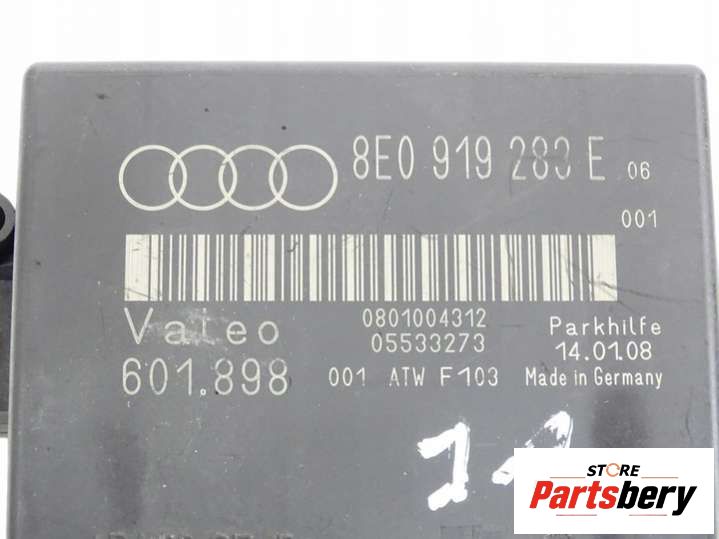 8E0 919 283 E 06
001
0801004312
Valeo 05533273 Parkhilfe
601.898 001 ATW F103 14.01.08
Made in Germany
STORE
Partsbery